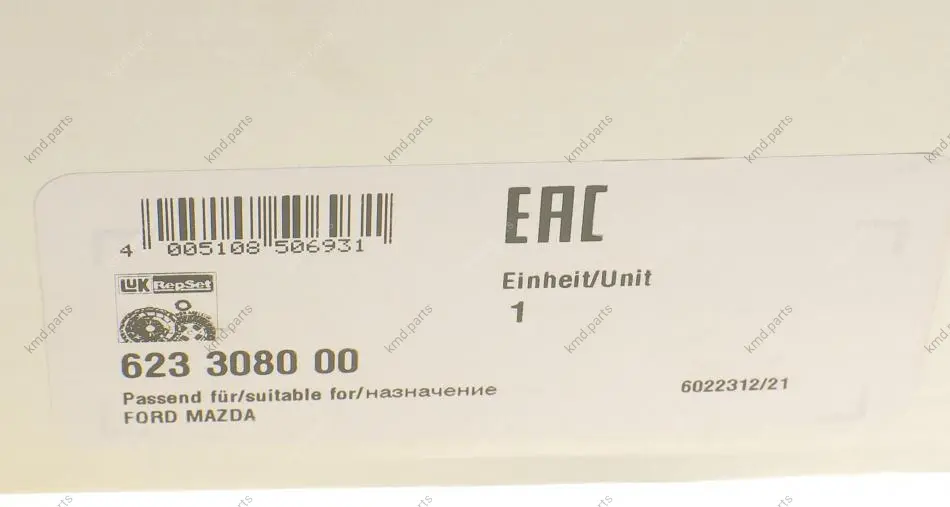 4 005108 506931
EAC
Einheit/Unit
1
LuK RepSet
623 3080 00
Passend für/suitable for/назначение
FORD MAZDA
6022312/21
kmd.parts